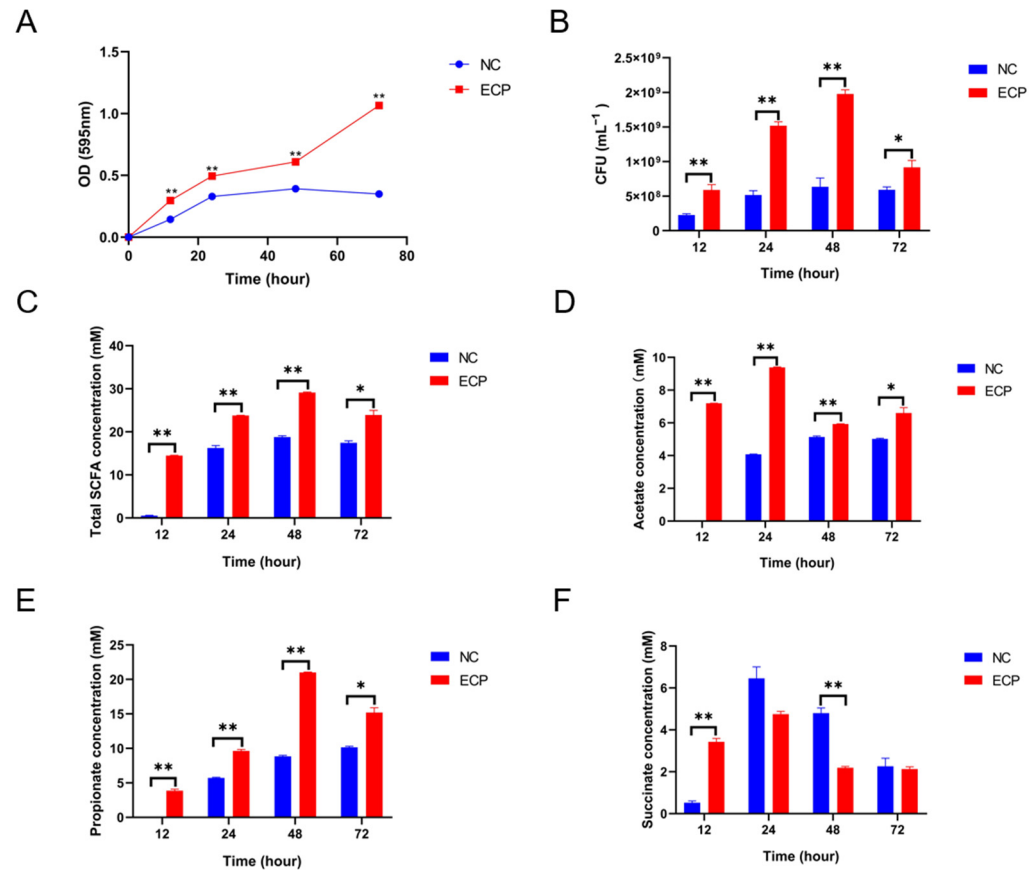 A
OD (595nm)
1.5
1.0
0.5
0.0
**
**
**
**
0
20
40
60
80
Time (hour)
NC
ECP
B
CFU (mL⁻¹)
2.5×10⁹
2×10⁹
1.5×10⁹
1×10⁹
5×10⁸
0
**
**
**
*
12
24
48
72
Time (hour)
NC
ECP
C
Total SCFA concentration (mM)
40
30
20
10
0
**
**
**
*
12
24
48
72
Time (hour)
NC
ECP
D
Acetate concentration (mM)
10
8
6
4
2
0
**
**
**
*
12
24
48
72
Time (hour)
NC
ECP
E
Propionate concentration (mM)
25
20
15
10
5
0
**
**
**
*
12
24
48
72
Time (hour)
NC
ECP
F
Succinate concentration (mM)
8
6
4
2
0
**
**
12
24
48
72
Time (hour)
NC
ECP